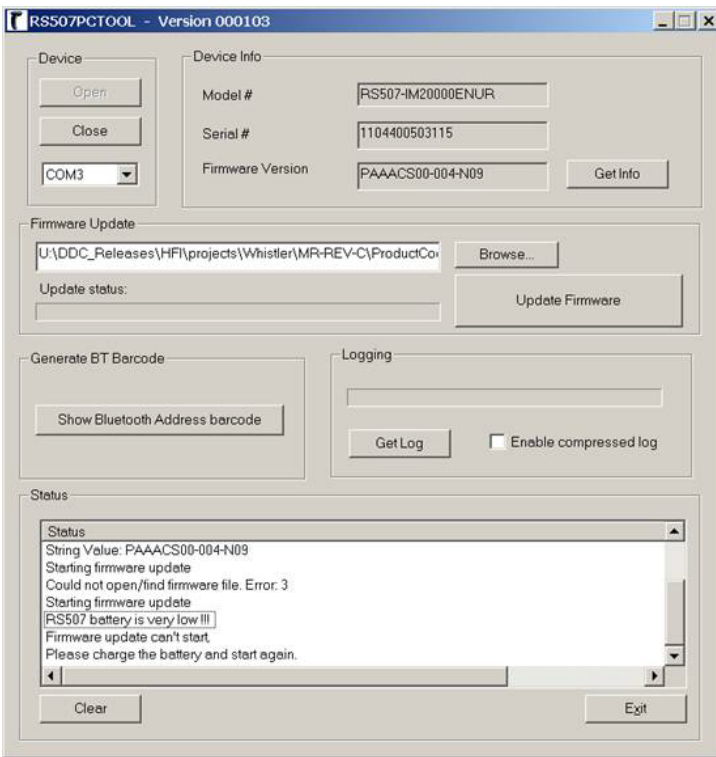 RS507PCTOOL - Version 000103
Device
Open
Close
COM3
Device Info
Model #
RS507-IM20000ENUR
Serial #
1104400503115
Firmware Version
PAAACS00-004-N09
Get Info
Firmware Update
U:\DDC_Releases\HFI\projects\Whistler\MR-REV-C\ProductCo
Browse...
Update status:
Update Firmware
Generate BT Barcode
Show Bluetooth Address barcode
Logging
Get Log
Enable compressed log
Status
Status
String Value: PAAACS00-004-N09
Starting firmware update
Could not open/find firmware file. Error: 3
Starting firmware update
RS507 battery is very low !!!
Firmware update can't start,
Please charge the battery and start again.
Clear
Exit